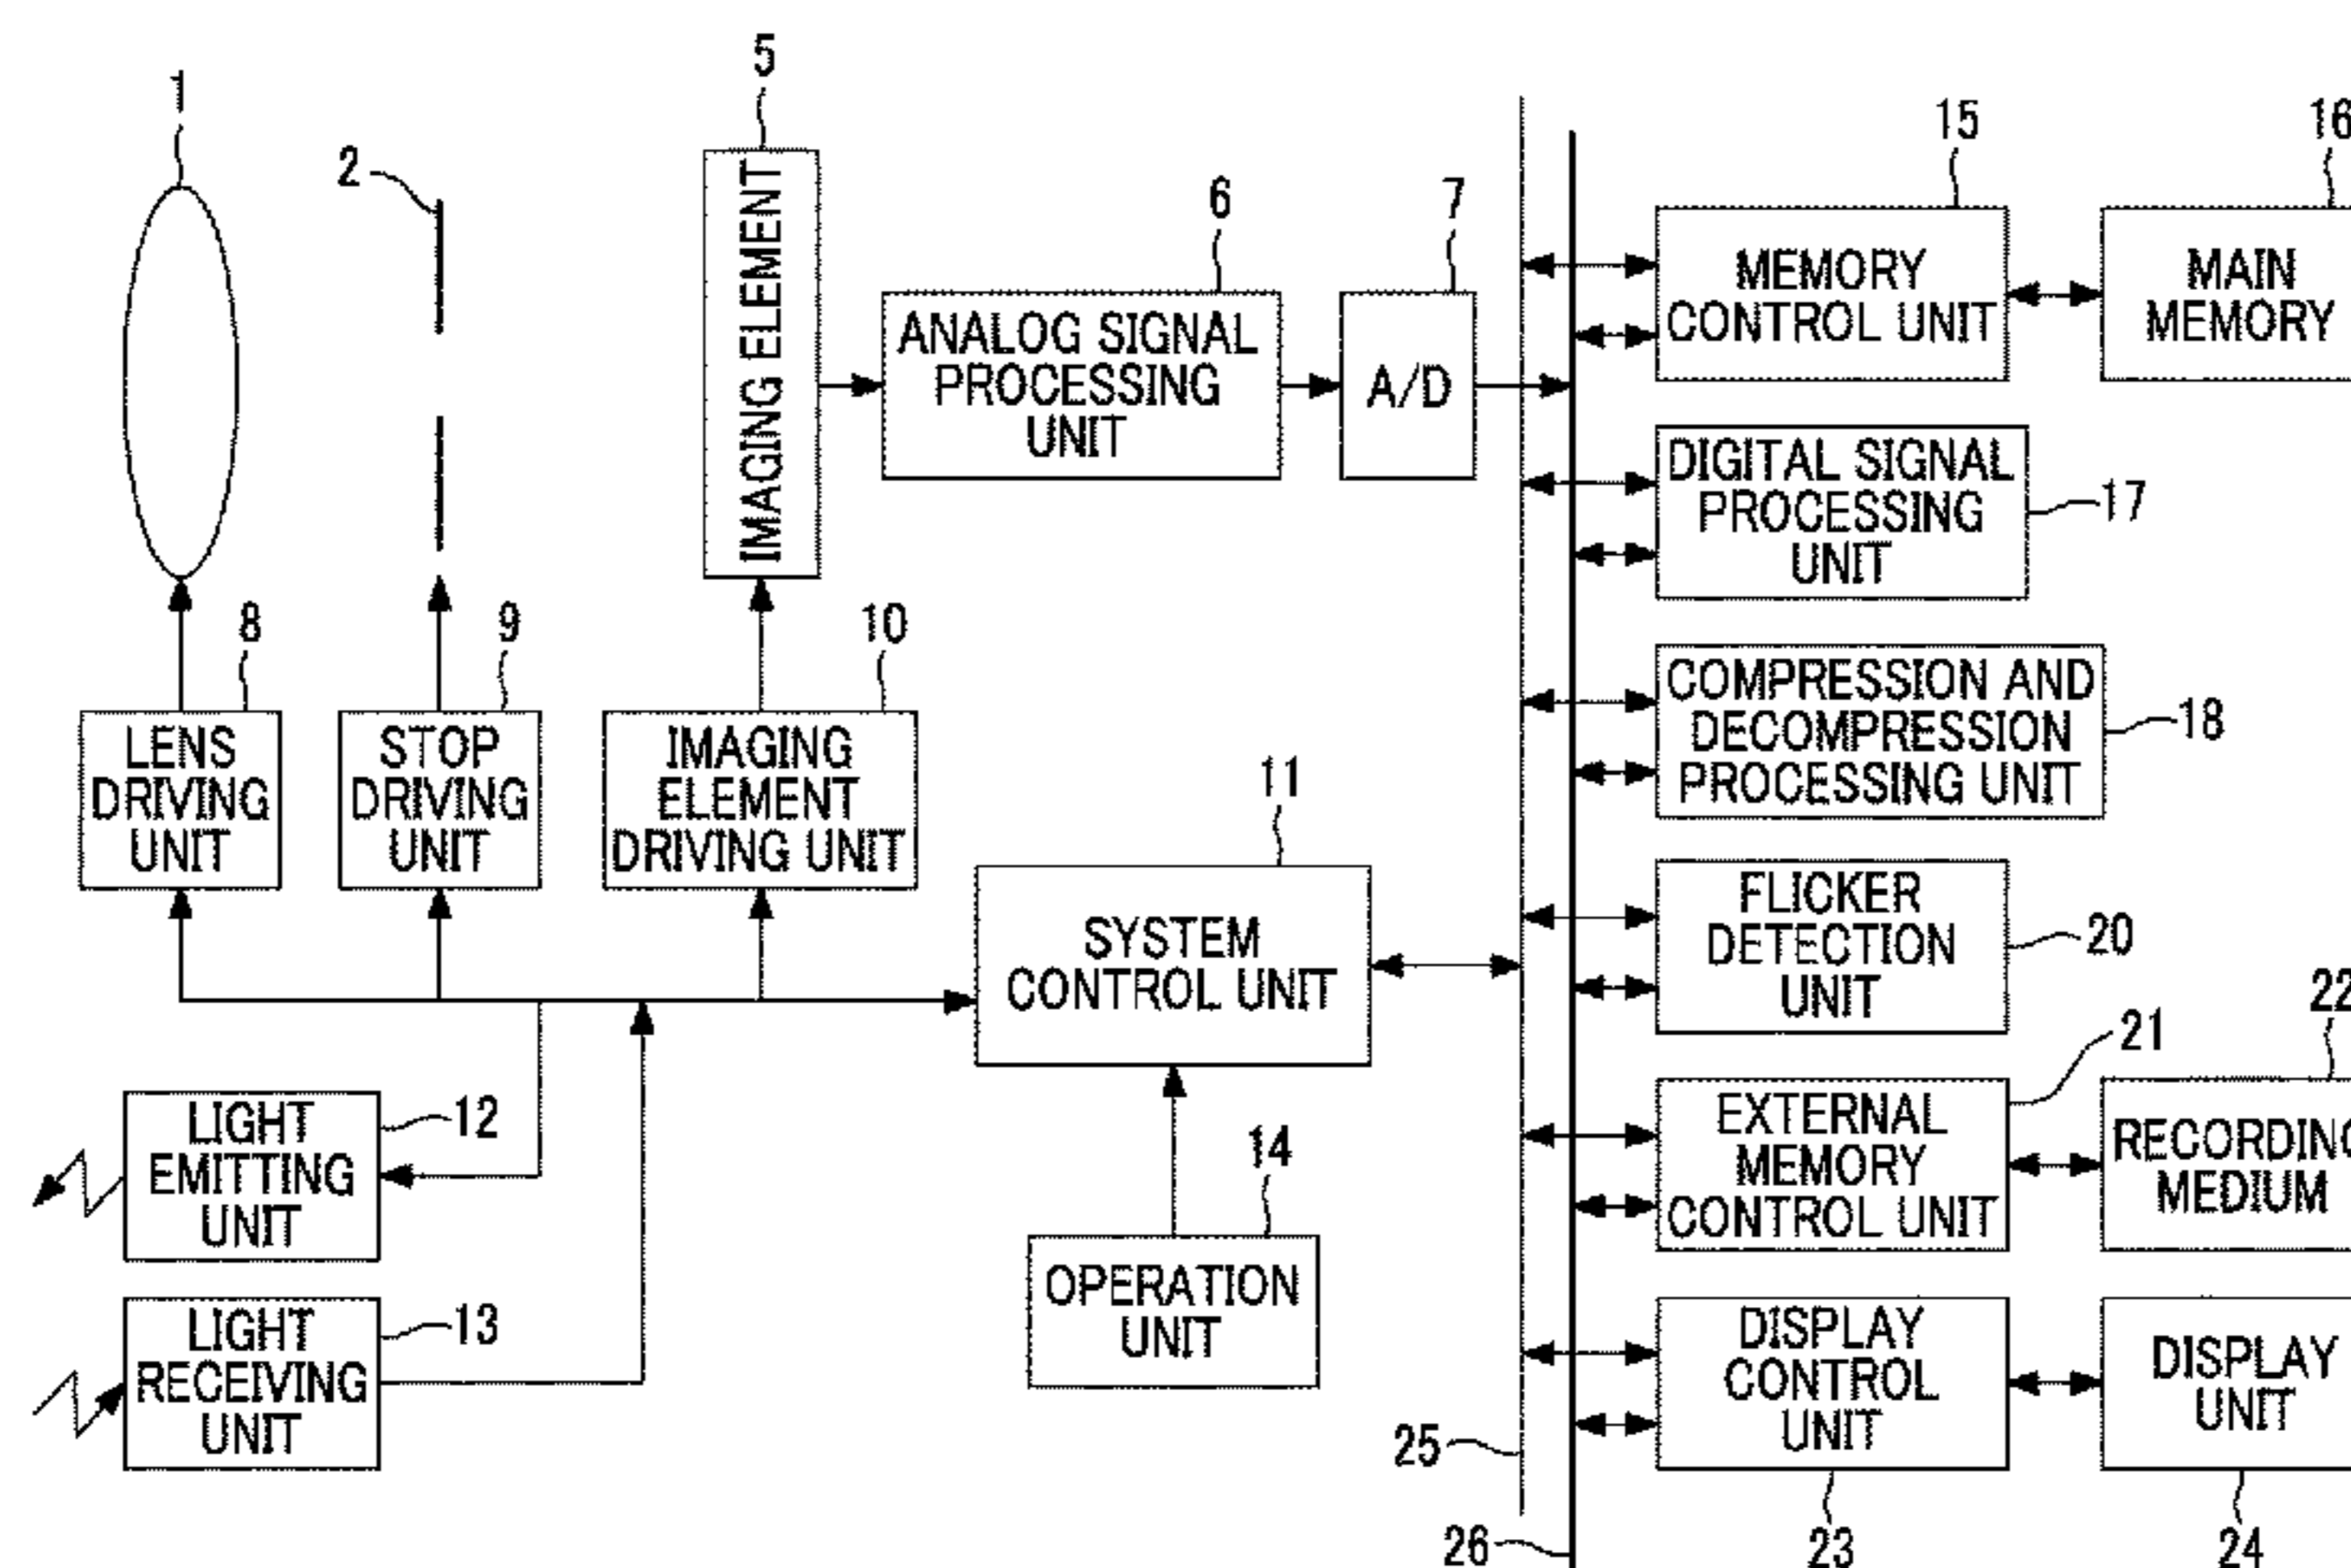 1
2
5
IMAGING ELEMENT
6
ANALOG SIGNAL
PROCESSING
UNIT
7
A/D
8
LENS
DRIVING
UNIT
9
STOP
DRIVING
UNIT
10
IMAGING
ELEMENT
DRIVING UNIT
11
SYSTEM
CONTROL UNIT
12
LIGHT
EMITTING
UNIT
13
LIGHT
RECEIVING
UNIT
14
OPERATION
UNIT
15
MEMORY
CONTROL UNIT
16
MAIN
MEMORY
DIGITAL SIGNAL
PROCESSING
UNIT
17
COMPRESSION AND
DECOMPRESSION
PROCESSING UNIT
18
FLICKER
DETECTION
UNIT
20
21
EXTERNAL
MEMORY
CONTROL UNIT
22
RECORDING
MEDIUM
DISPLAY
CONTROL
UNIT
23
DISPLAY
UNIT
24
25
26